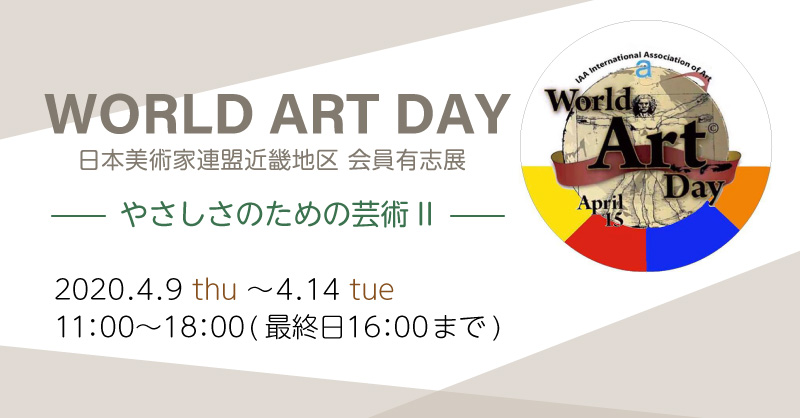 WORLD ART DAY
日本美術家連盟近畿地区 会員有志展
やさしさのための芸術Ⅱ
2020.4.9 thu ～4.14 tue
11:00～18:00(最終日16:00まで)
IAA International Association of Art
a
World
Art ©
Day
April
15